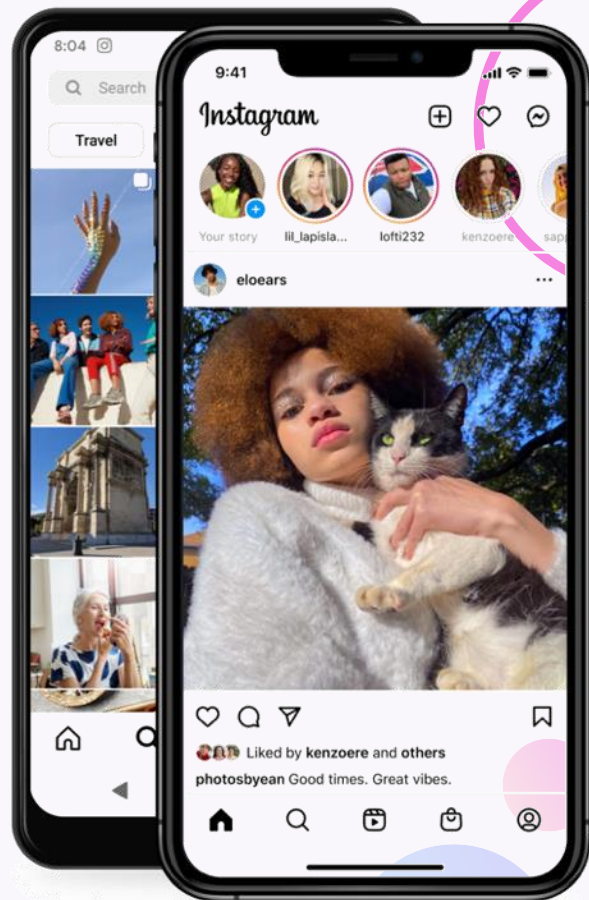 8:04
Search
Travel
9:41
Instagram
Your story
lil_lapisla...
lofti232
kenzoere
sapp
eloears
Liked by kenzoere and others
photosbyean Good times. Great vibes.